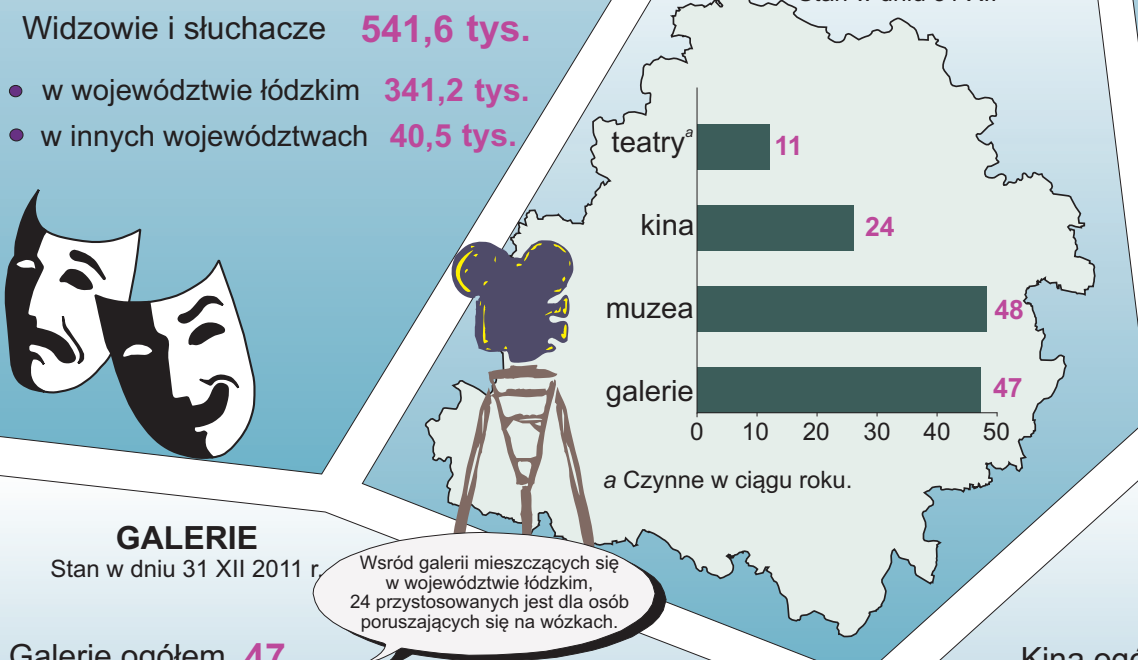 Widzowie i słuchacze 541,6 tys.
• w województwie łódzkim 341,2 tys.
• w innych województwach 40,5 tys.
teatryᵃ 11
kina 24
muzea 48
galerie 47
0 10 20 30 40 50
a Czynne w ciągu roku.
GALERIE
Stan w dniu 31 XII 2011 r.
Wsród galerii mieszczących się
w województwie łódzkim,
24 przystosowanych jest dla osób
poruszających się na wózkach.
Galerie ogółem 47
Kina